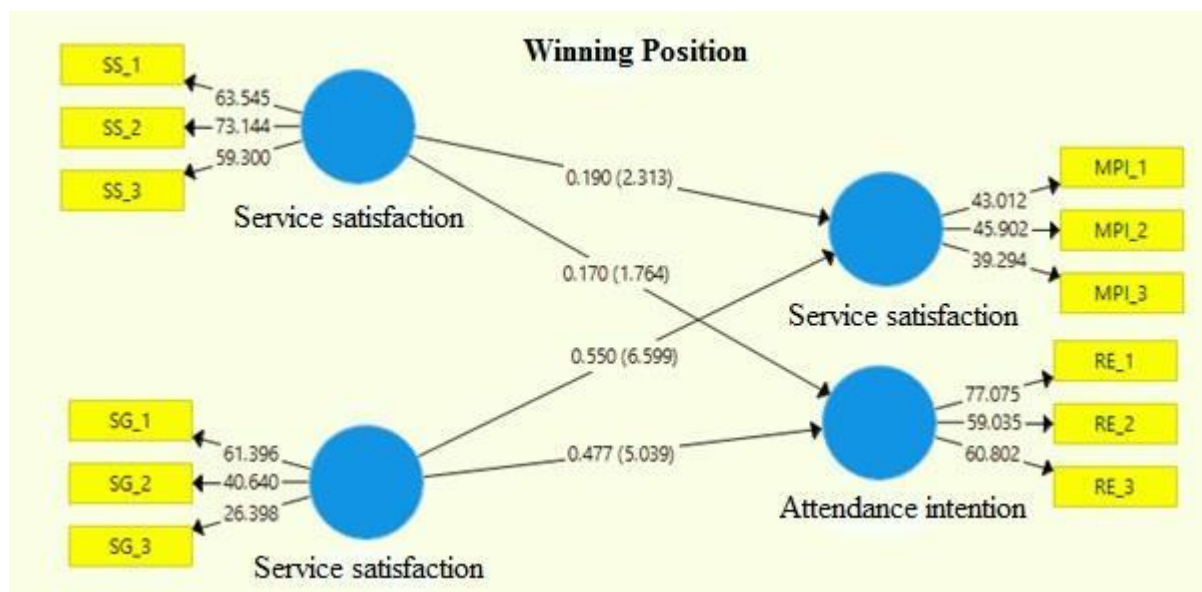 Winning Position
SS_1
63.545
SS_2
73.144
SS_3
59.300
Service satisfaction
0.190 (2.313)
0.170 (1.764)
MPI_1
43.012
MPI_2
45.902
MPI_3
39.294
Service satisfaction
0.550 (6.599)
0.477 (5.039)
SG_1
61.396
SG_2
40.640
SG_3
26.398
Service satisfaction
RE_1
77.075
RE_2
59.035
RE_3
60.802
Attendance intention